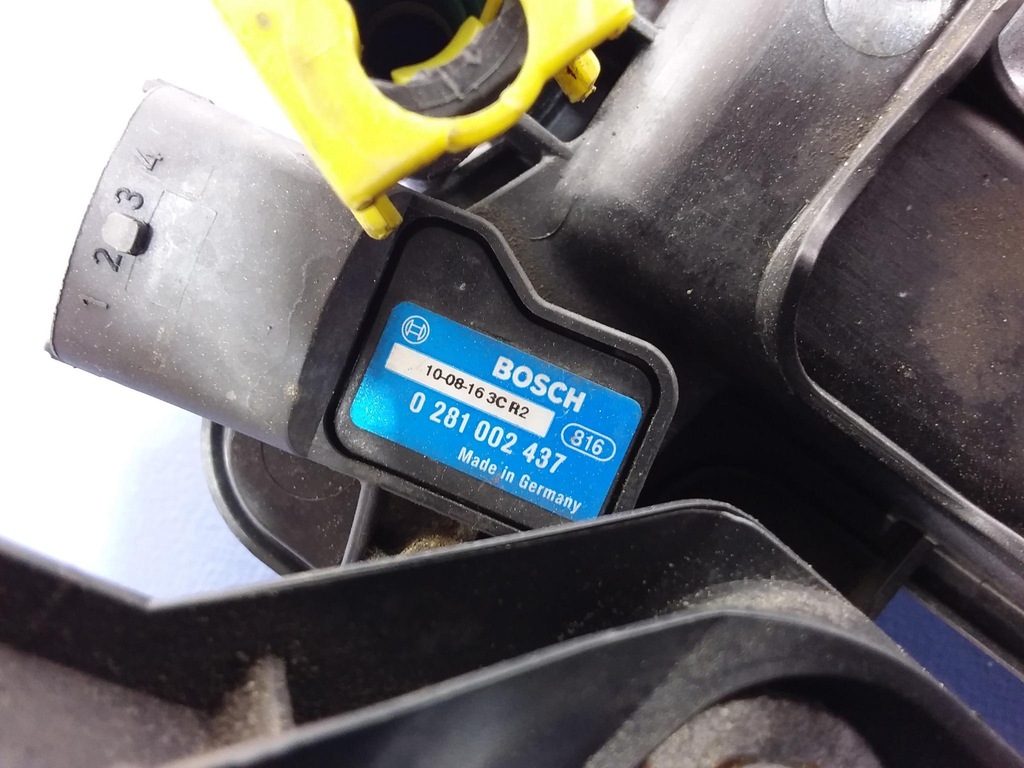 1 2 3 4
BOSCH
10-08-16 3C R2
0 281 002 437
816
Made in Germany